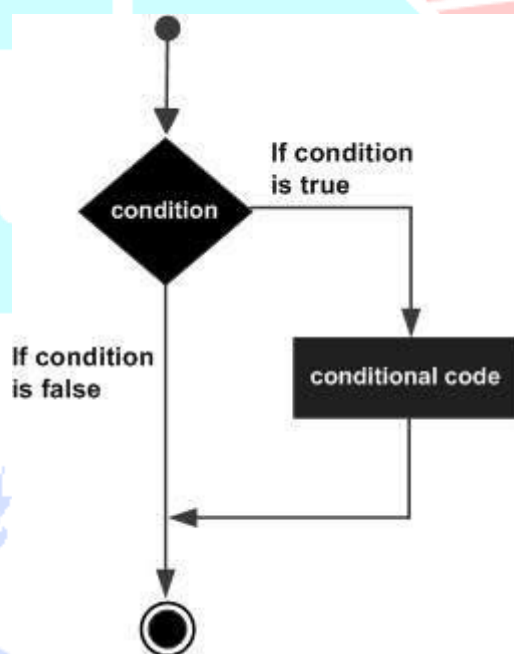 condition
If condition
is true
If condition
is false
conditional code